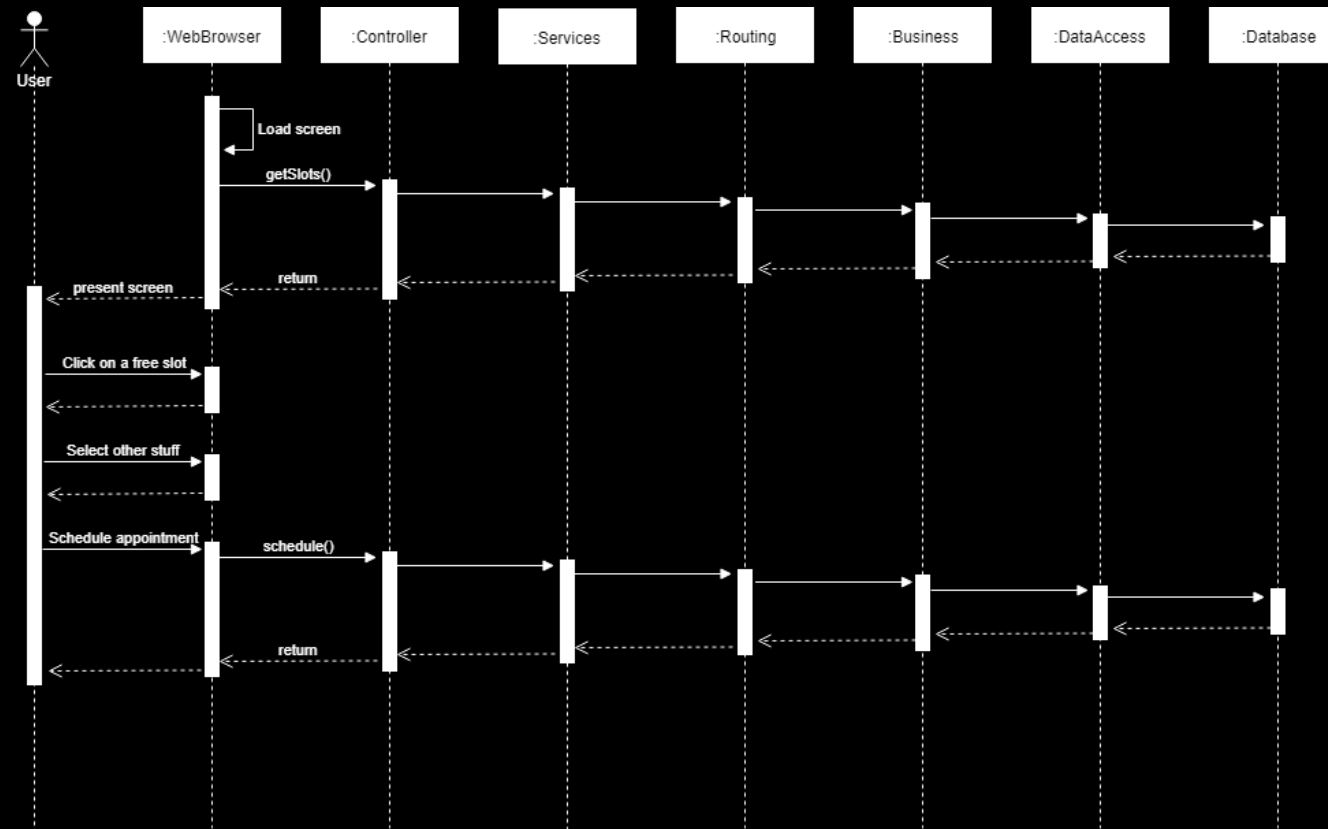 :WebBrowser
:Controller
:Services
:Routing
:Business
:DataAccess
:Database
User
Load screen
getSlots()
return
present screen
Click on a free slot
Select other stuff
Schedule appointment
schedule()
return